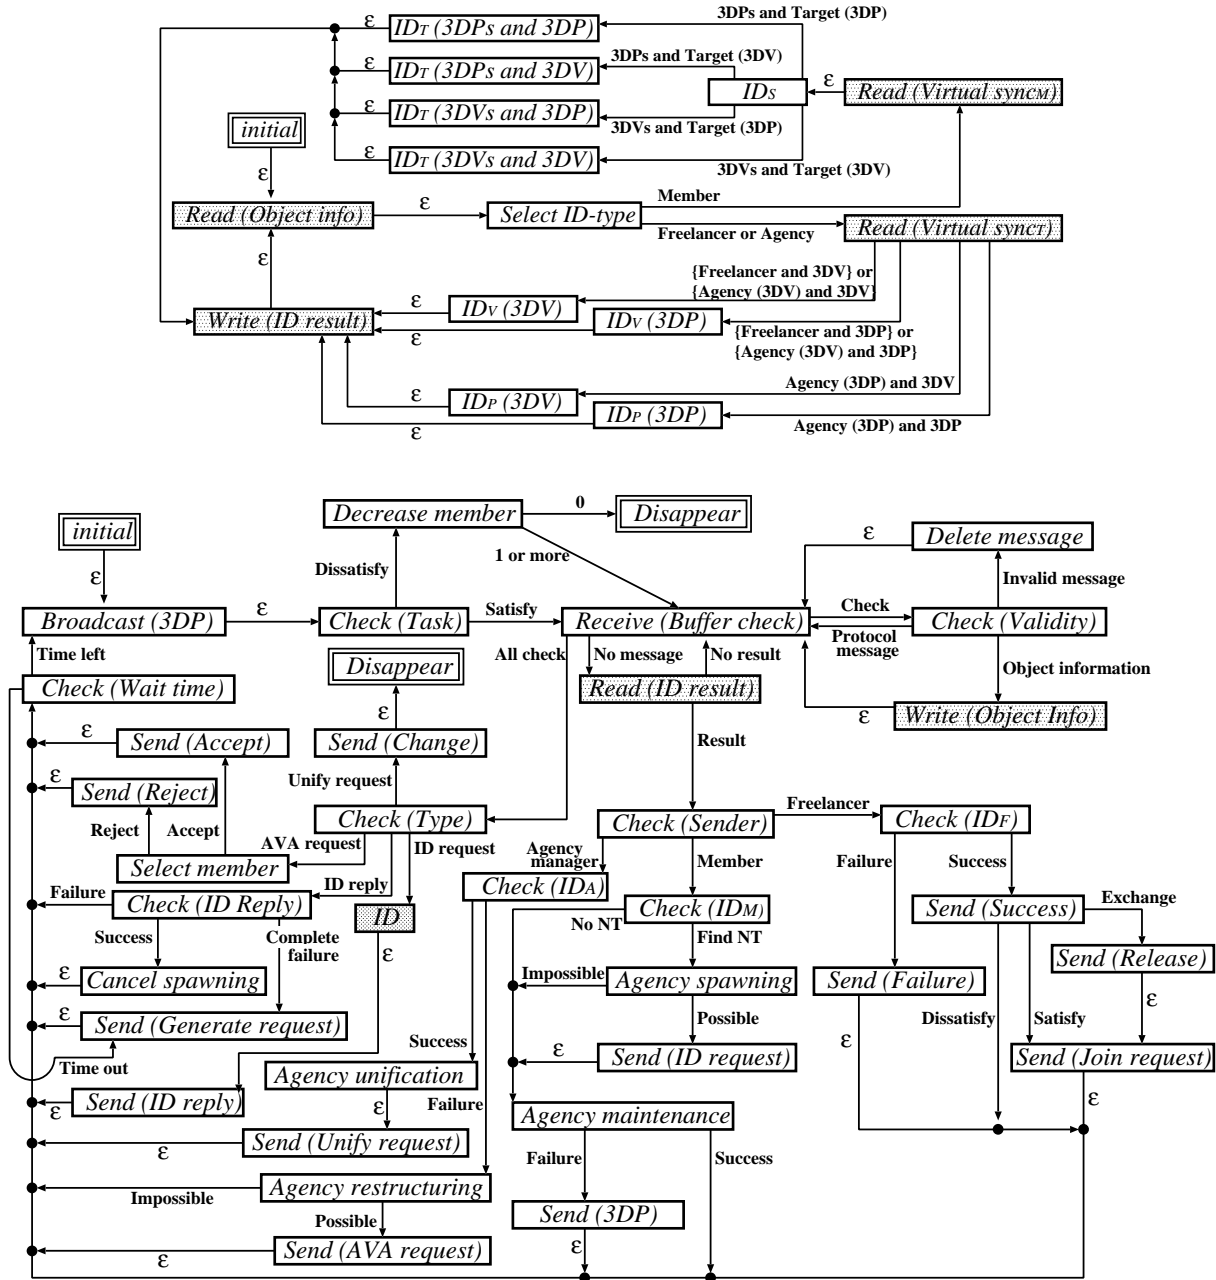 3DPs and Target (3DP)
ε
IDT (3DPs and 3DP)
3DPs and Target (3DV)
ε
IDT (3DPs and 3DV)
IDS
ε
Read (Virtual syncM)
ε
IDT (3DVs and 3DP)
3DVs and Target (3DP)
initial
ε
IDT (3DVs and 3DV)
3DVs and Target (3DV)
ε
Member
Read (Object info)
ε
Select ID-type
Freelancer or Agency
Read (Virtual syncT)
ε
{Freelancer and 3DV} or
{Agency (3DV) and 3DV}
ε
IDV (3DV)
Write (ID result)
ε
IDV (3DP)
{Freelancer and 3DP} or
{Agency (3DV) and 3DP}
Agency (3DP) and 3DV
ε
IDP (3DV)
ε
IDP (3DP)
Agency (3DP) and 3DP
initial
Decrease member
0
Disappear
ε
Delete message
1 or more
Dissatisfy
ε
Invalid message
Broadcast (3DP)
ε
Check (Task)
Satisfy
Receive (Buffer check)
Check
Protocol
message
Check (Validity)
Time left
All check
No message
No result
Object information
Disappear
Check (Wait time)
Read (ID result)
ε
Write (Object Info)
ε
Send (Accept)
ε
Send (Change)
Result
ε
Send (Reject)
Unify request
Freelancer
Reject
Accept
Check (Type)
Check (Sender)
Check (IDF)
AVA request
ID request
Agency
manager
Member
Failure
Success
Select member
ID reply
Check (IDA)
Exchange
Failure
Check (ID Reply)
ID
No NT
Check (IDM)
Send (Success)
Success
Complete
failure
ε
Find NT
Send (Release)
ε
Cancel spawning
Impossible
Agency spawning
Send (Failure)
ε
ε
Send (Generate request)
Possible
Dissatisfy
Satisfy
Time out
Success
ε
Send (ID request)
ε
Send (Join request)
Agency unification
ε
Send (ID reply)
ε
Failure
Agency maintenance
ε
ε
Send (Unify request)
Failure
Success
Impossible
Agency restructuring
Possible
Send (3DP)
ε
Send (AVA request)
ε